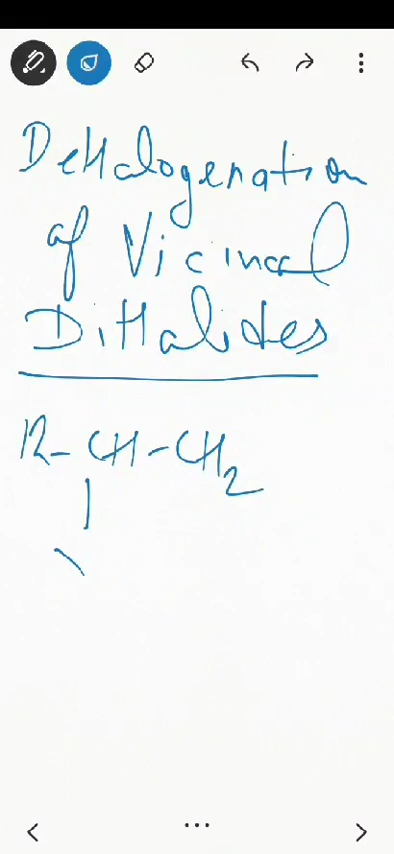 DeHalogenation
of Vicinal
DiHalides
R-CH-CH2
|
\